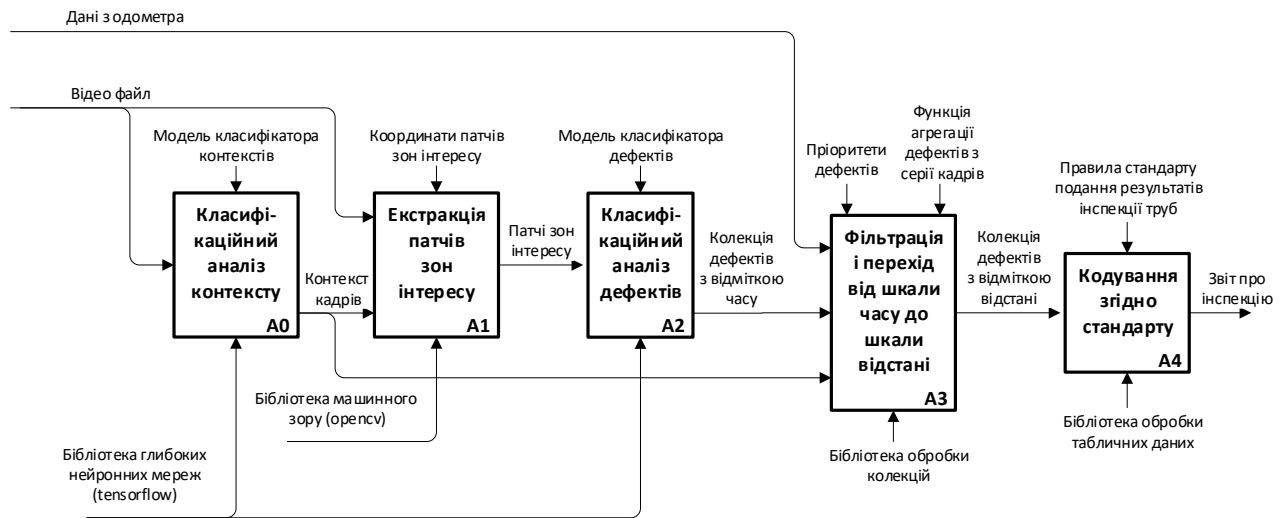 Дані з одометра
Відео файл
Модель класифікатора
контекстів
Координати патчів
зон інтересу
Модель класифікатора
дефектів
Пріоритети
дефектів
Функція
агрегації
дефектів з
серії кадрів
Правила стандарту
подання результатів
інспекції труб
Класифі-
каційний
аналіз
контексту
A0
Контекст
кадрів
Екстракція
патчів
зон
інтересу
A1
Патчі зон
інтересу
Класифі-
каційний
аналіз
дефектів
A2
Колекція
дефектів
з відміткою
часу
Фільтрація
і перехід
від шкали
часу до
шкали
відстані
A3
Колекція
дефектів
з відміткою
відстані
Кодування
згідно
стандарту
A4
Звіт про
інспекцію
Бібліотека машинного
зору (opencv)
Бібліотека глибоких
нейронних мереж
(tensorflow)
Бібліотека обробки
колекцій
Бібліотека обробки
табличних даних